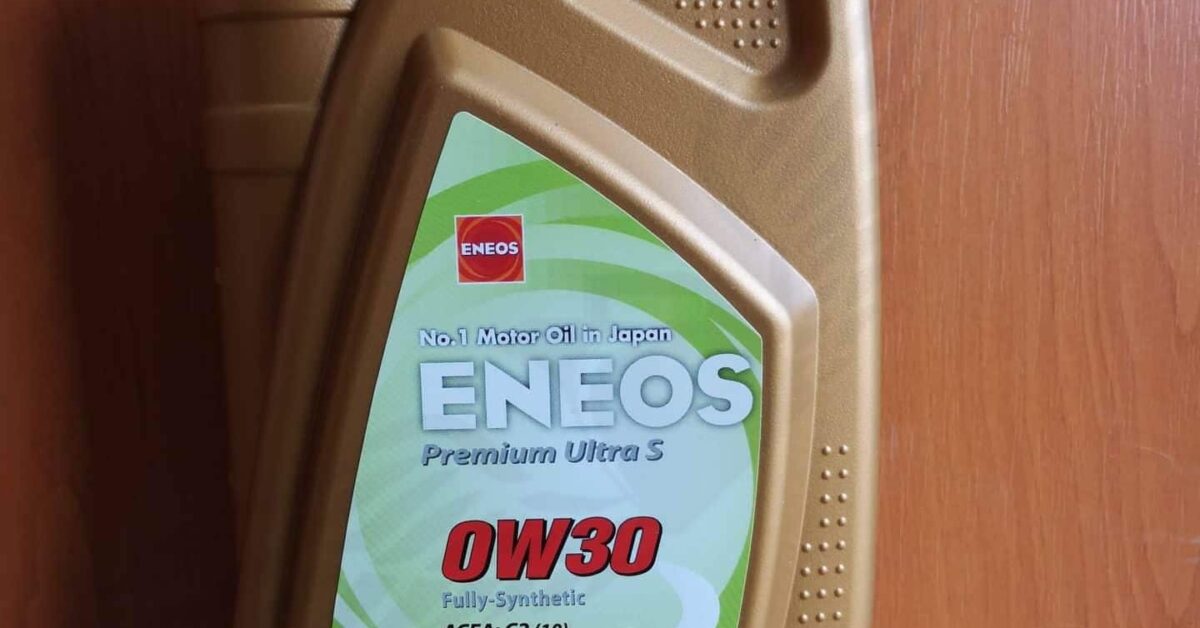 ENEOS
No.1 Motor Oil in Japan
ENEOS
Premium Ultra S
0W30
Fully-Synthetic